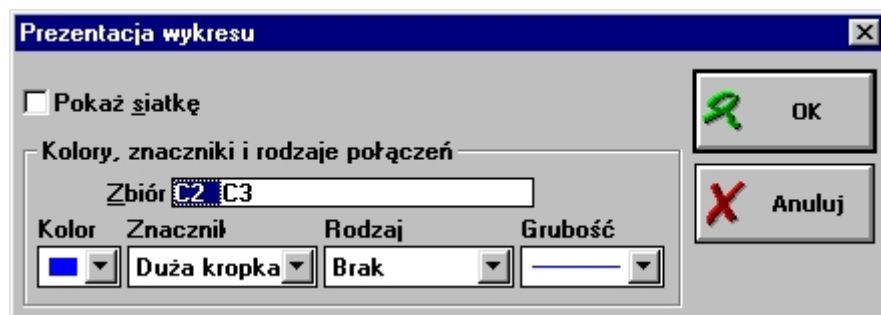 Prezentacja wykresu
Pokaż siatkę
OK
Kolory, znaczniki i rodzaje połączeń
Zbiór C2 C3
Anuluj
Kolor Znacznik Rodzaj Grubość
Duża kropka Brak